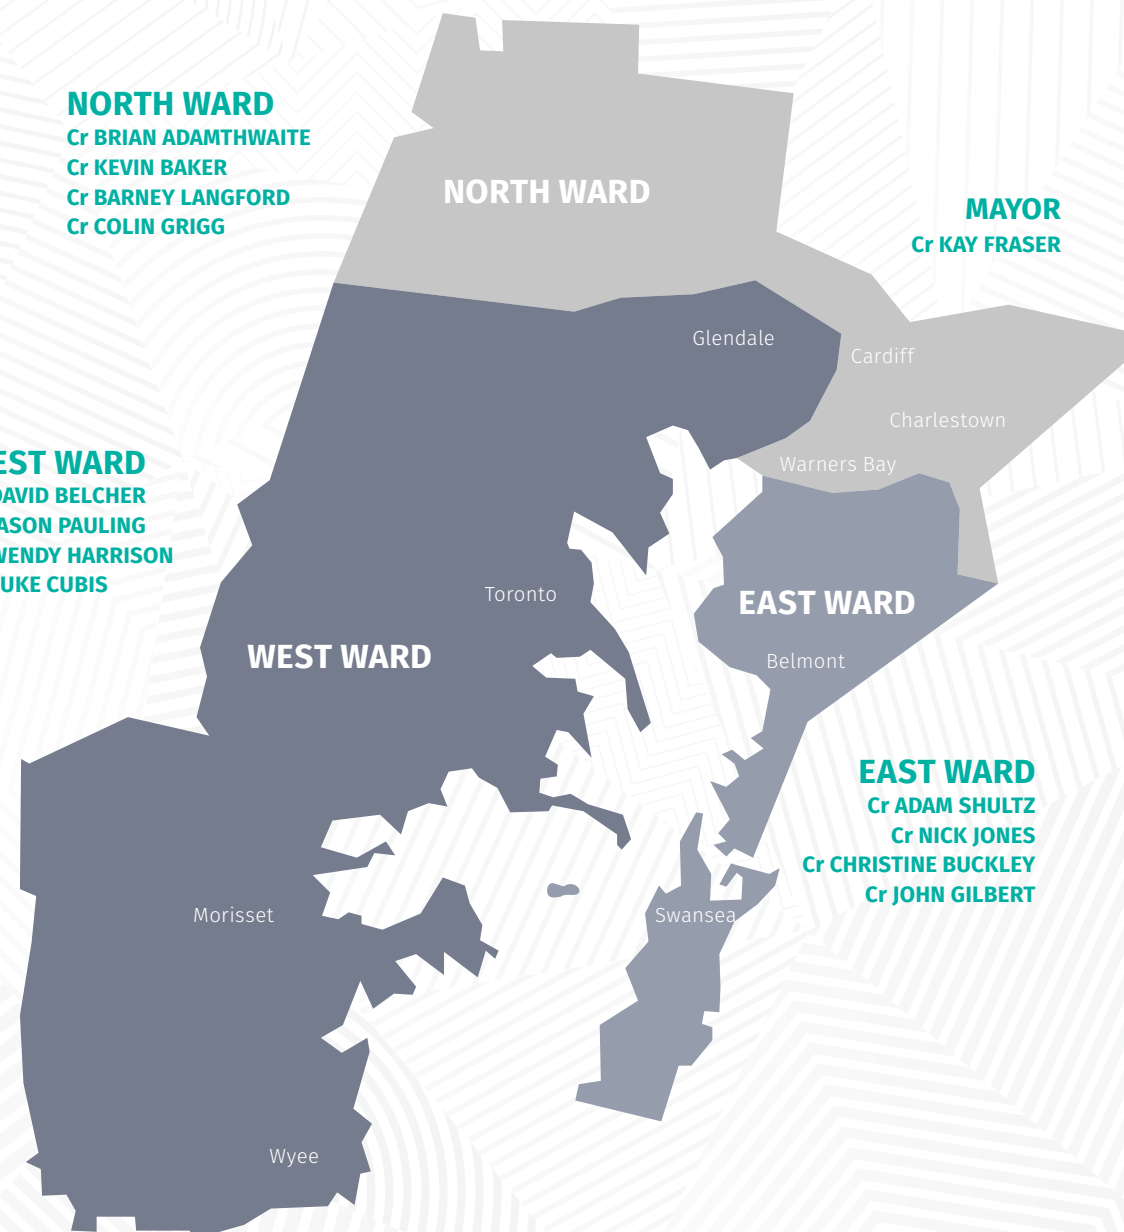 NORTH WARD
Cr BRIAN ADAMTHWAITE
Cr KEVIN BAKER
Cr BARNEY LANGFORD
Cr COLIN GRIGG
NORTH WARD
MAYOR
Cr KAY FRASER
Glendale
Cardiff
Charlestown
Warners Bay
EST WARD
DAVID BELCHER
ASON PAULING
WENDY HARRISON
UKE CUBIS
Toronto
EAST WARD
WEST WARD
Belmont
EAST WARD
Cr ADAM SHULTZ
Cr NICK JONES
Cr CHRISTINE BUCKLEY
Cr JOHN GILBERT
Morisset
Swansea
Wyee